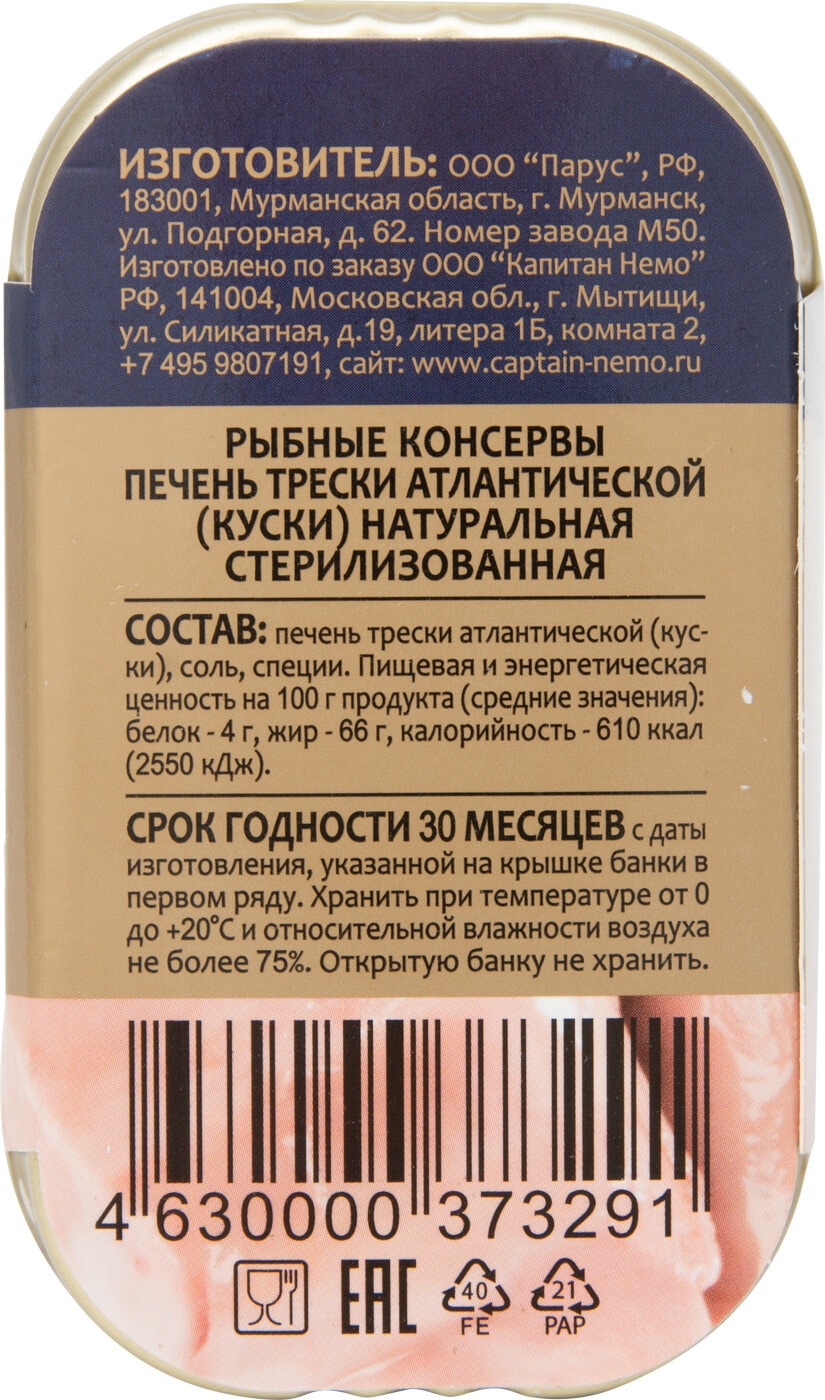 ИЗГОТОВИТЕЛЬ: ООО “Парус”, РФ,
183001, Мурманская область, г. Мурманск,
ул. Подгорная, д. 62. Номер завода М50.
Изготовлено по заказу ООО “Капитан Немо”
РФ, 141004, Московская обл., г. Мытищи,
ул. Силикатная, д.19, литера 1Б, комната 2,
+7 495 9807191, сайт: www.captain-nemo.ru
РЫБНЫЕ КОНСЕРВЫ
ПЕЧЕНЬ ТРЕСКИ АТЛАНТИЧЕСКОЙ
(КУСКИ) НАТУРАЛЬНАЯ
СТЕРИЛИЗОВАННАЯ
СОСТАВ: печень трески атлантической (кус-
ки), соль, специи. Пищевая и энергетическая
ценность на 100 г продукта (средние значения):
белок - 4 г, жир - 66 г, калорийность - 610 ккал
(2550 кДж).
СРОК ГОДНОСТИ 30 МЕСЯЦЕВ с даты
изготовления, указанной на крышке банки в
первом ряду. Хранить при температуре от 0
до +20°С и относительной влажности воздуха
не более 75%. Открытую банку не хранить.
4 630000 373291
EAC 40 21
FE PAP